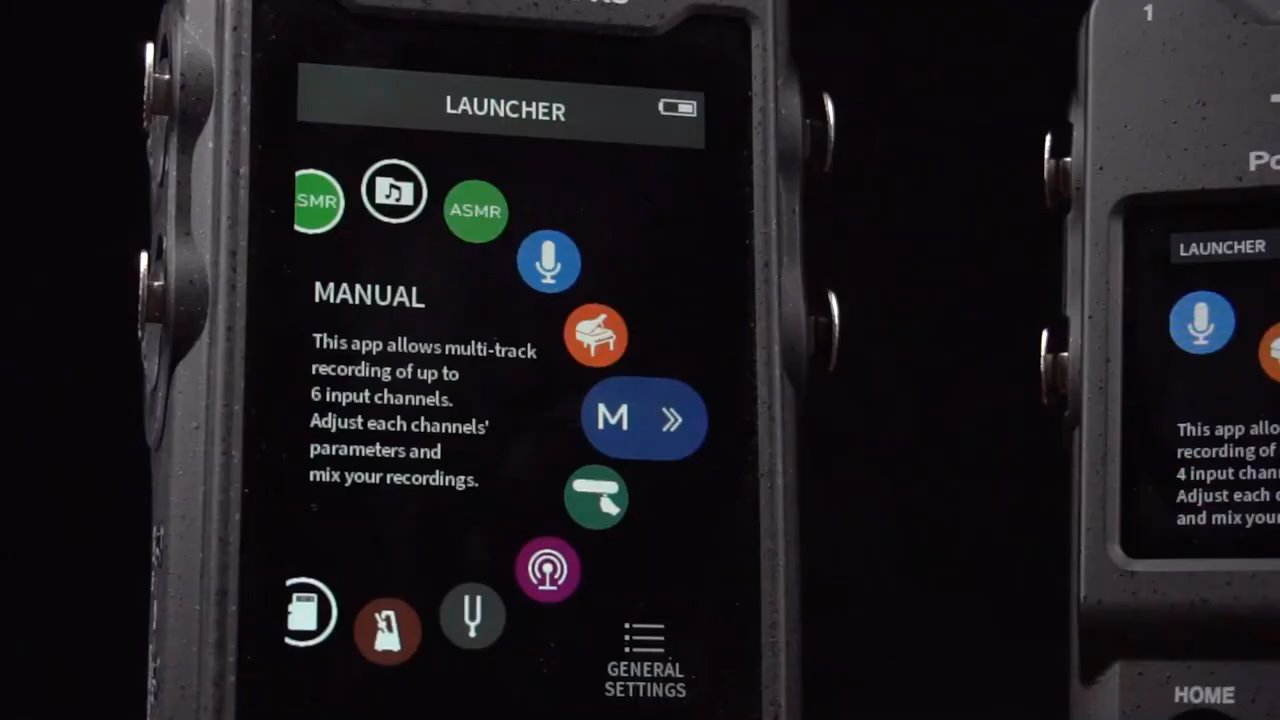 LAUNCHER
SMR
ASMR
MANUAL
This app allows multi-track
recording of up to
6 input channels.
Adjust each channels'
parameters and
mix your recordings.
M
GENERAL
SETTINGS
1
LAUNCHER
This app allo
recording of
4 input chan
Adjust each
and mix your
HOME